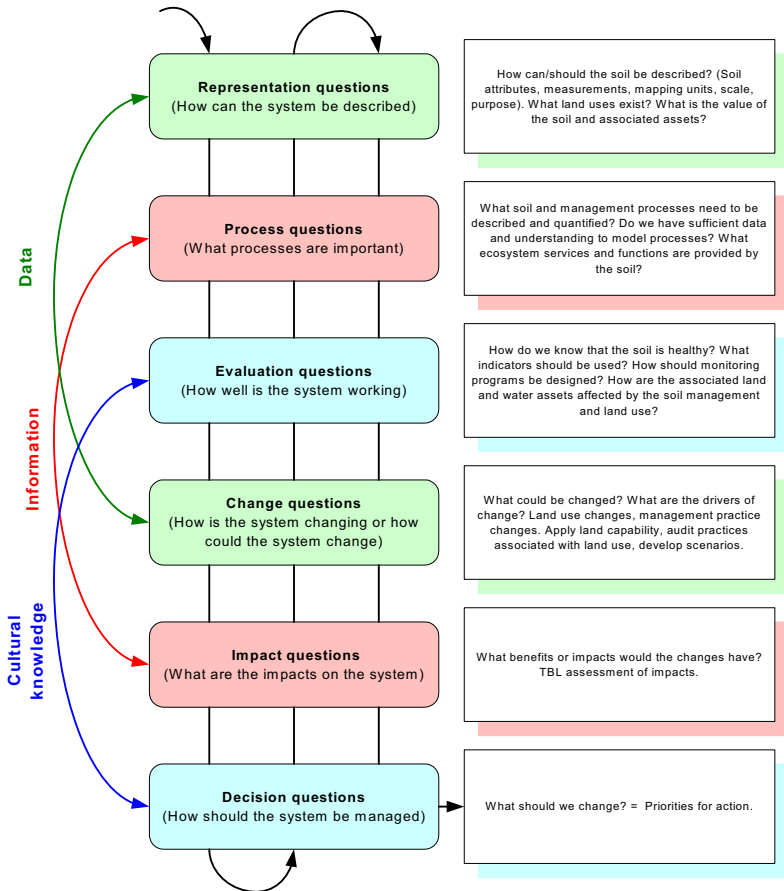 Representation questions
(How can the system be described)
How can/should the soil be described? (Soil
attributes, measurements, mapping units, scale,
purpose). What land uses exist? What is the value of
the soil and associated assets?
Process questions
(What processes are important)
What soil and management processes need to be
described and quantified? Do we have sufficient data
and understanding to model processes? What
ecosystem services and functions are provided by
the soil?
Data
Evaluation questions
(How well is the system working)
How do we know that the soil is healthy? What
indicators should be used? How should monitoring
programs be designed? How are the associated land
and water assets affected by the soil management
and land use?
Information
Change questions
(How is the system changing or how
could the system change)
What could be changed? What are the drivers of
change? Land use changes, management practice
changes. Apply land capability, audit practices
associated with land use, develop scenarios.
Cultural
knowledge
Impact questions
(What are the impacts on the system)
What benefits or impacts would the changes have?
TBL assessment of impacts.
Decision questions
(How should the system be managed)
What should we change? = Priorities for action.